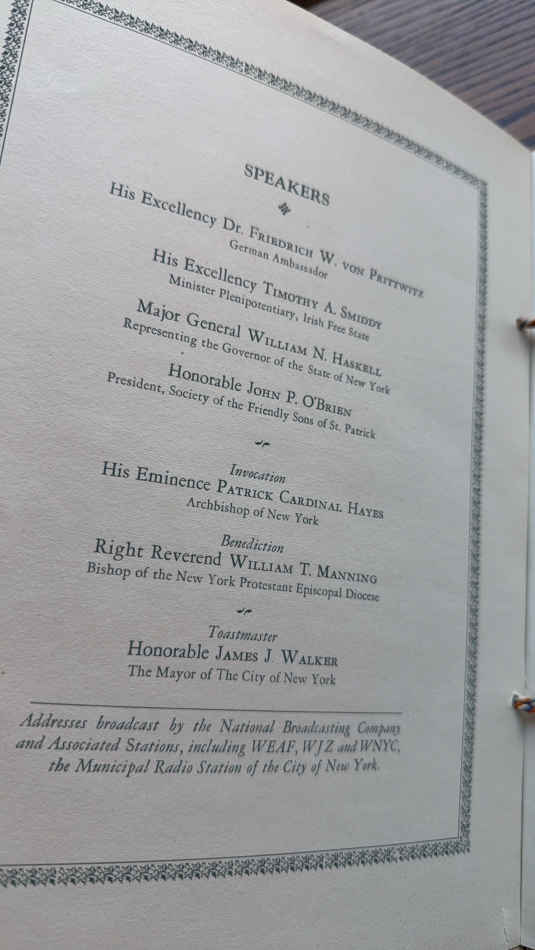 SPEAKERS
His Excellency Dr. FRIEDRICH W. VON PRITTWITZ
German Ambassador
His Excellency TIMOTHY A. SMIDDY
Minister Plenipotentiary, Irish Free State
Major General WILLIAM N. HASKELL
Representing the Governor of the State of New York
Honorable JOHN P. O'BRIEN
President, Society of the Friendly Sons of St. Patrick
Invocation
His Eminence PATRICK CARDINAL HAYES
Archbishop of New York
Benediction
Right Reverend WILLIAM T. MANNING
Bishop of the New York Protestant Episcopal Diocese
Toastmaster
Honorable JAMES J. WALKER
The Mayor of The City of New York
Addresses broadcast by the National Broadcasting Company
and Associated Stations, including WEAF, WJZ and WNYC,
the Municipal Radio Station of the City of New York.